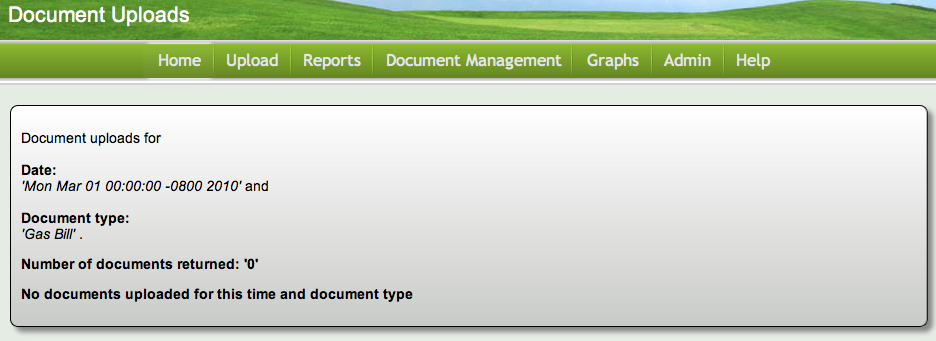 Document Uploads
Home Upload Reports Document Management Graphs Admin Help
Document uploads for
Date:
'Mon Mar 01 00:00:00 -0800 2010' and
Document type:
'Gas Bill' .
Number of documents returned: '0'
No documents uploaded for this time and document type